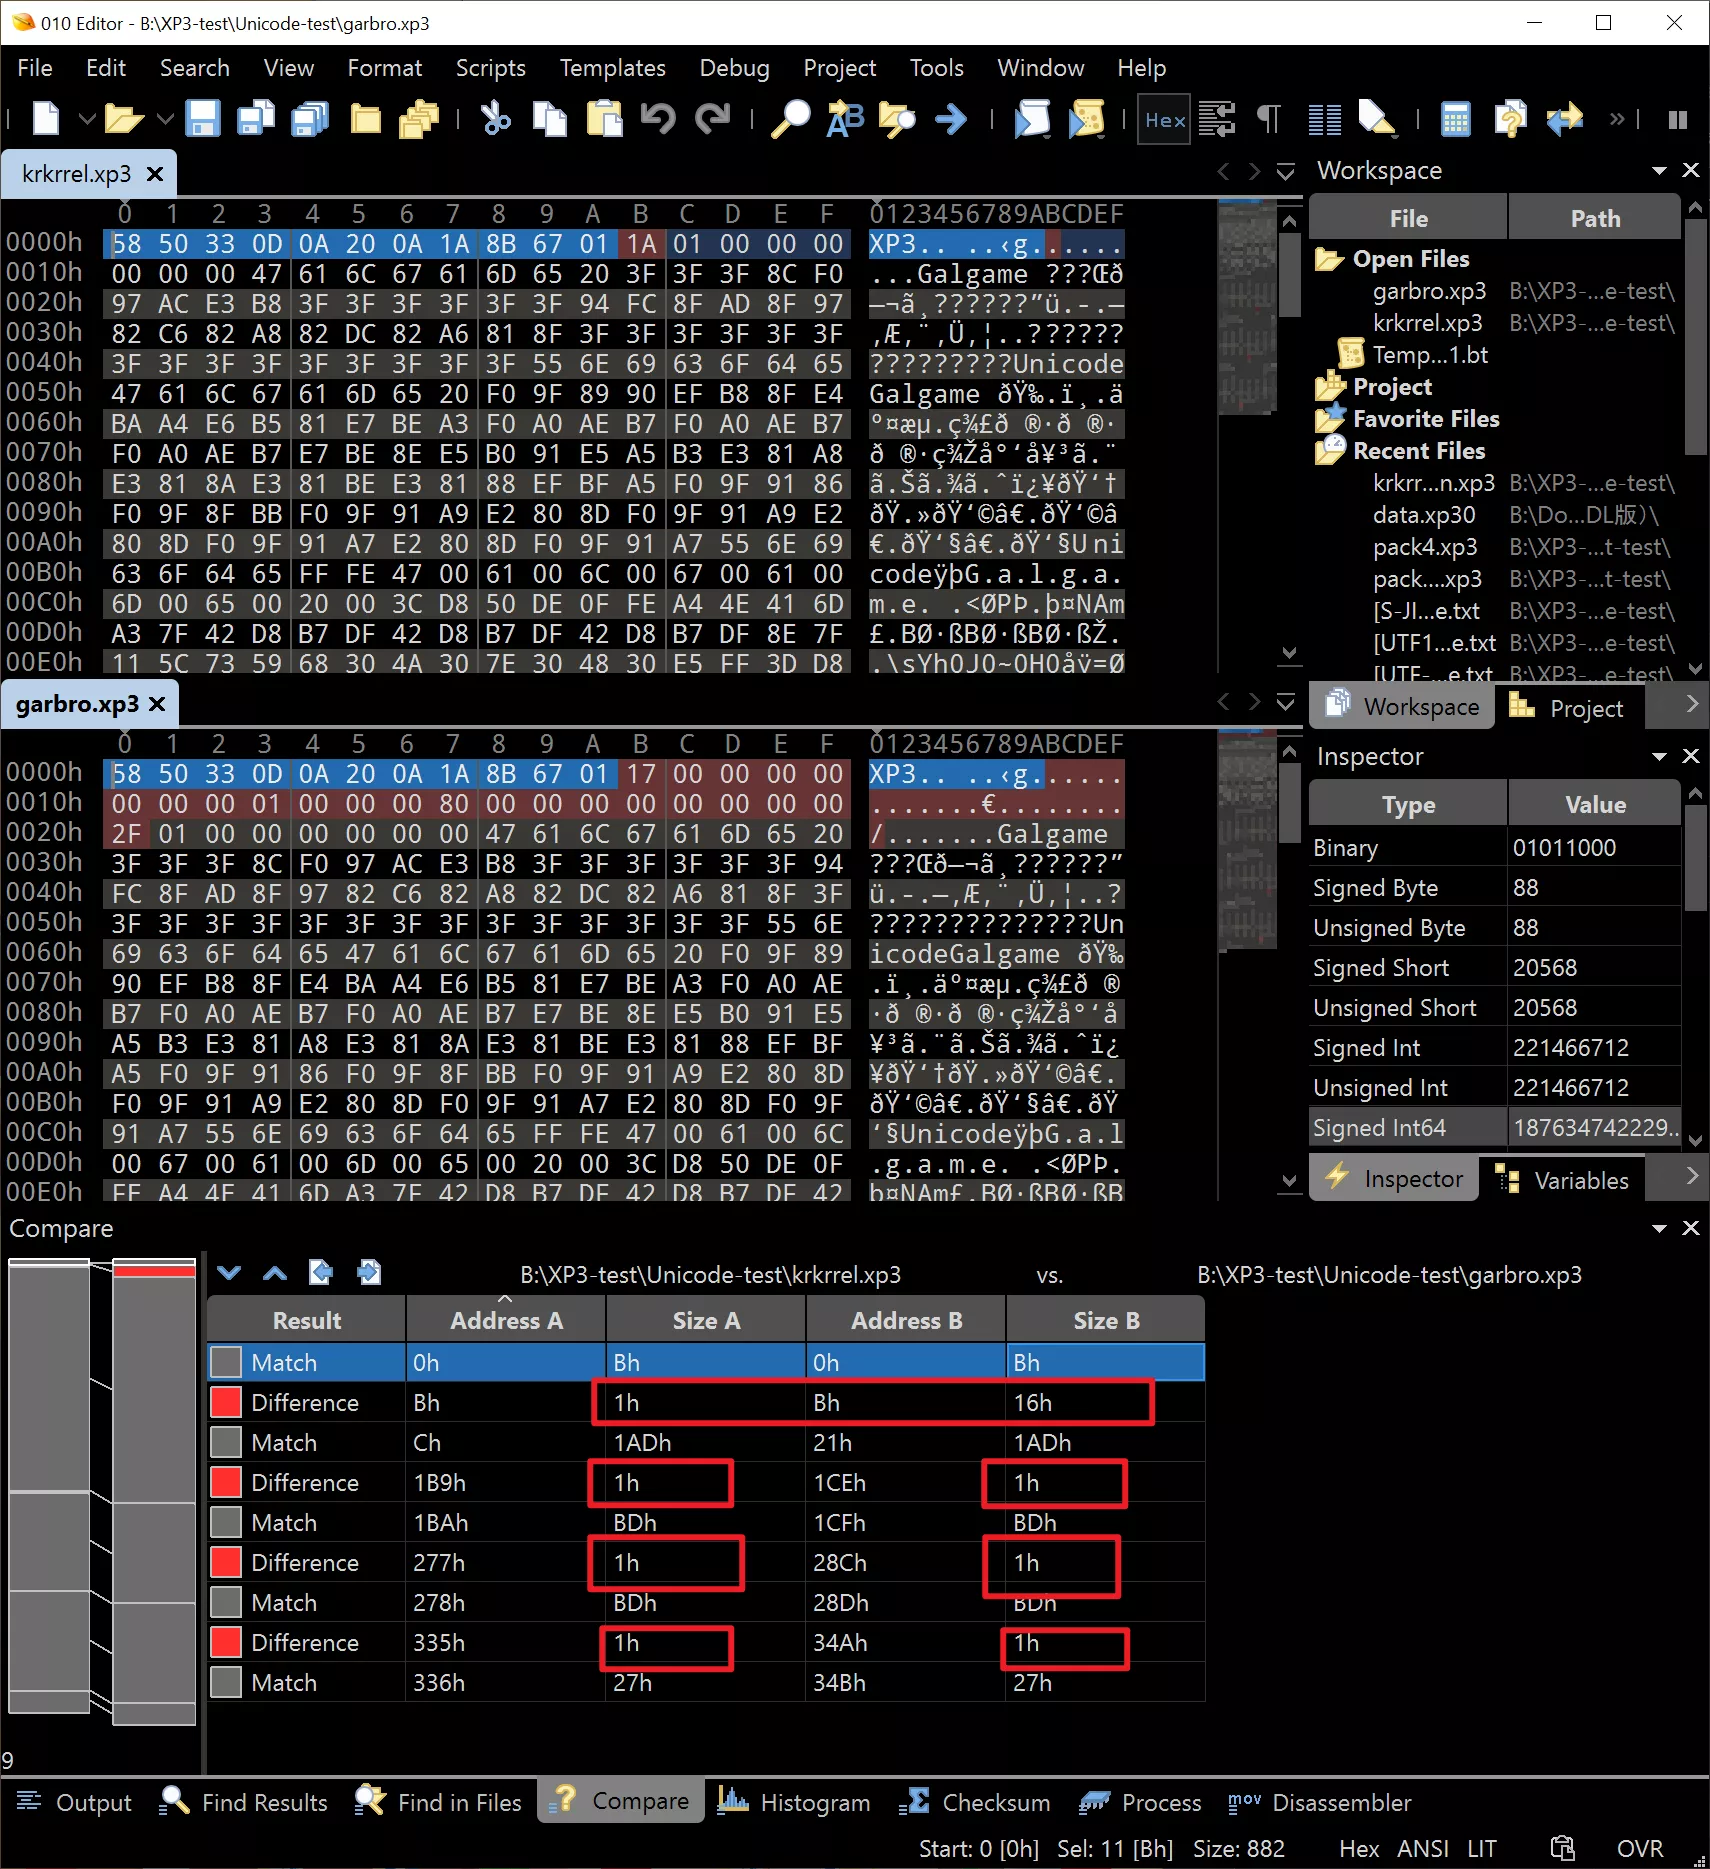 010 Editor - B:\XP3-test\Unicode-test\garbro.xp3
File Edit Search View Format Scripts Templates Debug Project Tools Window Help
Hex
krkrrel.xp3
0 1 2 3 4 5 6 7 8 9 A B C D E F 0123456789ABCDEF
0000h 58 50 33 0D 0A 20 0A 1A 8B 67 01 1A 01 00 00 00 XP3.. ..‹g......
0010h 00 00 00 47 61 6C 67 61 6D 65 20 3F 3F 3F 8C F0 ...Galgame ???Œð
0020h 97 AC E3 B8 3F 3F 3F 3F 3F 3F 94 FC 8F AD 8F 97 —¬ã¸??????”ü.-.—
0030h 82 C6 82 A8 82 DC 82 A6 81 8F 3F 3F 3F 3F 3F 3F ‚Æ‚¨‚Ü‚¦..??????
0040h 3F 3F 3F 3F 3F 3F 3F 3F 3F 55 6E 69 63 6F 64 65 ?????????Unicode
0050h 47 61 6C 67 61 6D 65 20 F0 9F 89 90 EF B8 8F E4 Galgame ðŸ‰.ï¸.ä
0060h BA A4 E6 B5 81 E7 BE A3 F0 A0 AE B7 F0 A0 AE B7 º¤æµ.ç¾£ð ®·ð ®·
0070h F0 A0 AE B7 E7 BE 8E E5 B0 91 E5 A5 B3 E3 81 A8 ð ®·ç¾Žå°‘å¥³ã.¨
0080h E3 81 8A E3 81 BE E3 81 88 EF BF A5 F0 9F 91 86 ã.Šã.¾ã.ˆï¿¥ðŸ‘†
0090h F0 9F 8F BB F0 9F 91 A9 E2 80 8D F0 9F 91 A9 E2 ðŸ.»ðŸ‘©â€.ðŸ‘©â
00A0h 80 8D F0 9F 91 A7 E2 80 8D F0 9F 91 A7 55 6E 69 €.ðŸ‘§â€.ðŸ‘§Uni
00B0h 63 6F 64 65 FF FE 47 00 61 00 6C 00 67 00 61 00 codeÿþG.a.l.g.a.
00C0h 6D 00 65 00 20 00 3C D8 50 DE 0F FE A4 4E 41 6D m.e. .<ØPÞ.þ¤NAm
00D0h A3 7F 42 D8 B7 DF 42 D8 B7 DF 42 D8 B7 DF 8E 7F £.BØ·ßBØ·ßBØ·ßŽ.
00E0h 11 5C 73 59 68 30 4A 30 7E 30 48 30 E5 FF 3D D8 .\sYh0J0~0H0åÿ=Ø
garbro.xp3
0 1 2 3 4 5 6 7 8 9 A B C D E F 0123456789ABCDEF
0000h 58 50 33 0D 0A 20 0A 1A 8B 67 01 17 00 00 00 00 XP3.. ..‹g......
0010h 00 00 00 01 00 00 00 80 00 00 00 00 00 00 00 00 .......€........
0020h 2F 01 00 00 00 00 00 00 47 61 6C 67 61 6D 65 20 /.......Galgame
0030h 3F 3F 3F 8C F0 97 AC E3 B8 3F 3F 3F 3F 3F 3F 94 ???Œð—¬ã¸??????”
0040h FC 8F AD 8F 97 82 C6 82 A8 82 DC 82 A6 81 8F 3F ü.-.—‚Æ‚¨‚Ü‚¦..?
0050h 3F 3F 3F 3F 3F 3F 3F 3F 3F 3F 3F 3F 3F 3F 55 6E ??????????????Un
0060h 69 63 6F 64 65 47 61 6C 67 61 6D 65 20 F0 9F 89 icodeGalgame ðŸ‰
0070h 90 EF B8 8F E4 BA A4 E6 B5 81 E7 BE A3 F0 A0 AE .ï¸.äº¤æµ.ç¾£ð ®
0080h B7 F0 A0 AE B7 F0 A0 AE B7 E7 BE 8E E5 B0 91 E5 ·ð ®·ð ®·ç¾Žå°‘å
0090h A5 B3 E3 81 A8 E3 81 8A E3 81 BE E3 81 88 EF BF ¥³ã.¨ã.Šã.¾ã.ˆï¿
00A0h A5 F0 9F 91 86 F0 9F 8F BB F0 9F 91 A9 E2 80 8D ¥ðŸ‘†ðŸ.»ðŸ‘©â€.
00B0h F0 9F 91 A9 E2 80 8D F0 9F 91 A7 E2 80 8D F0 9F ðŸ‘©â€.ðŸ‘§â€.ðŸ
00C0h 91 A7 55 6E 69 63 6F 64 65 FF FE 47 00 61 00 6C ‘§UnicodeÿþG.a.l
00D0h 00 67 00 61 00 6D 00 65 00 20 00 3C D8 50 DE 0F .g.a.m.e. .<ØPÞ.
00E0h FE A4 4E 41 6D A3 7F 42 D8 B7 DF 42 D8 B7 DF 42 þ¤NAm£.BØ·ßBØ·ßB
Workspace
File Path
Open Files
garbro.xp3 B:\XP3-...e-test\
krkrrel.xp3 B:\XP3-...e-test\
Temp...1.bt
Project
Favorite Files
Recent Files
krkrr...n.xp3 B:\XP3-...e-test\
data.xp30 B:\Do...DL版）\
pack4.xp3 B:\XP3-...t-test\
pack....xp3 B:\XP3-...t-test\
[S-JI...e.txt B:\XP3-...e-test\
[UTF1...e.txt B:\XP3-...e-test\
[UTF-...e.txt B:\XP3-...e-test\
Workspace Project
Inspector
Type Value
Binary 01011000
Signed Byte 88
Unsigned Byte 88
Signed Short 20568
Unsigned Short 20568
Signed Int 221466712
Unsigned Int 221466712
Signed Int64 187634742229...
Inspector Variables
Compare
B:\XP3-test\Unicode-test\krkrrel.xp3 vs. B:\XP3-test\Unicode-test\garbro.xp3
Result Address A Size A Address B Size B
Match 0h Bh 0h Bh
Difference Bh 1h Bh 16h
Match Ch 1ADh 21h 1ADh
Difference 1B9h 1h 1CEh 1h
Match 1BAh BDh 1CFh BDh
Difference 277h 1h 28Ch 1h
Match 278h BDh 28Dh BDh
Difference 335h 1h 34Ah 1h
Match 336h 27h 34Bh 27h
9
Output Find Results Find in Files Compare Histogram Checksum Process mov Disassembler
Start: 0 [0h] Sel: 11 [Bh] Size: 882 Hex ANSI LIT OVR